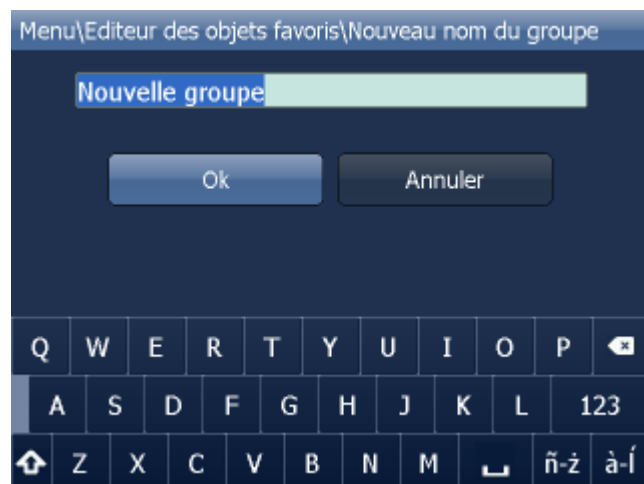 Menu\Editeur des objets favoris\Nouveau nom du groupe
Nouvelle groupe
Ok Annuler
Q W E R T Y U I O P
A S D F G H J K L 123
Z X C V B N M ñ-ż à-Í